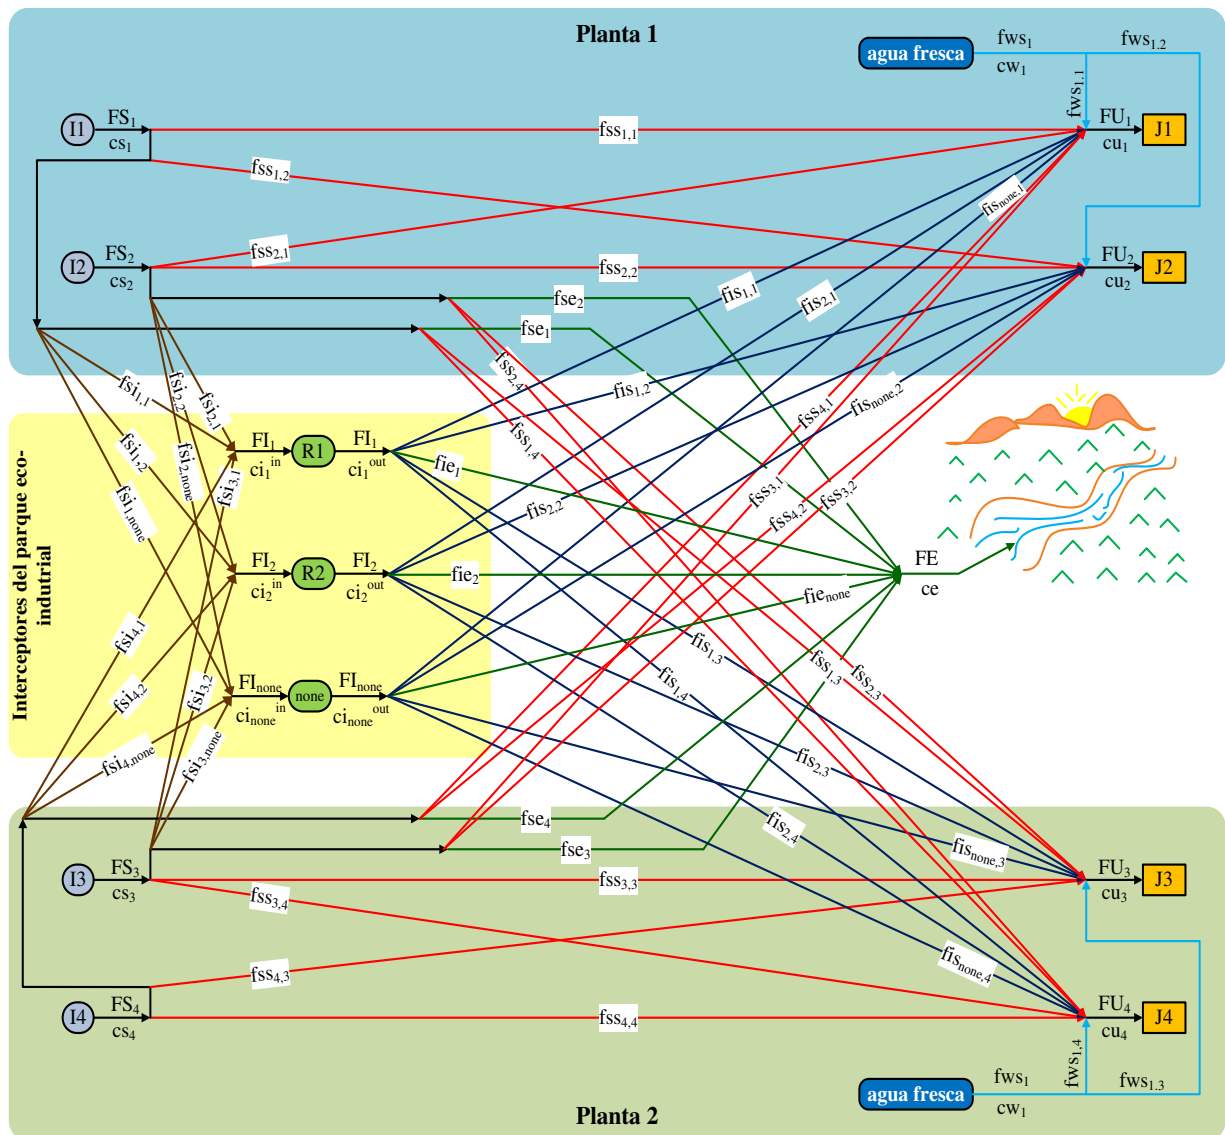 Planta 1
agua fresca
fws1
cw1
fws1.2
fws1.1
I1
FS1
cs1
fss1,1
FU1
cu1
J1
fss1,2
fisnone,1
I2
FS2
cs2
fss2,1
fss2,2
FU2
cu2
J2
fis1,1
fis2,1
fse2
fse1
fss2,4
fss1,4
fis1,2
fisnone,2
fss4,1
fsi1,1
fsi2,2
fsi2,1
fsi1,2
fsi2,none
fsi3,1
fsi1,none
Interceptores del parque eco-
indutrial
FI1
ci1in
R1
FI1
ci1out
fie1
fis2,2
fss3,1
fss4,2
fss3,2
FI2
ci2in
R2
FI2
ci2out
fie2
fienone
FE
ce
fsi4,1
fsi4,2
fsi3,2
FInone
cinonein
none
FInone
cinoneout
fis1,3
fis1,4
fss1,3
fss2,3
fsi4,none
fsi3,none
fis2,3
fis2,4
fse4
fse3
fisnone,3
I3
FS3
cs3
fss3,3
fss3,4
FU3
cu3
J3
fss4,3
fisnone,4
I4
FS4
cs4
fss4,4
FU4
cu4
J4
fws1,4
agua fresca
fws1
cw1
fws1.3
Planta 2